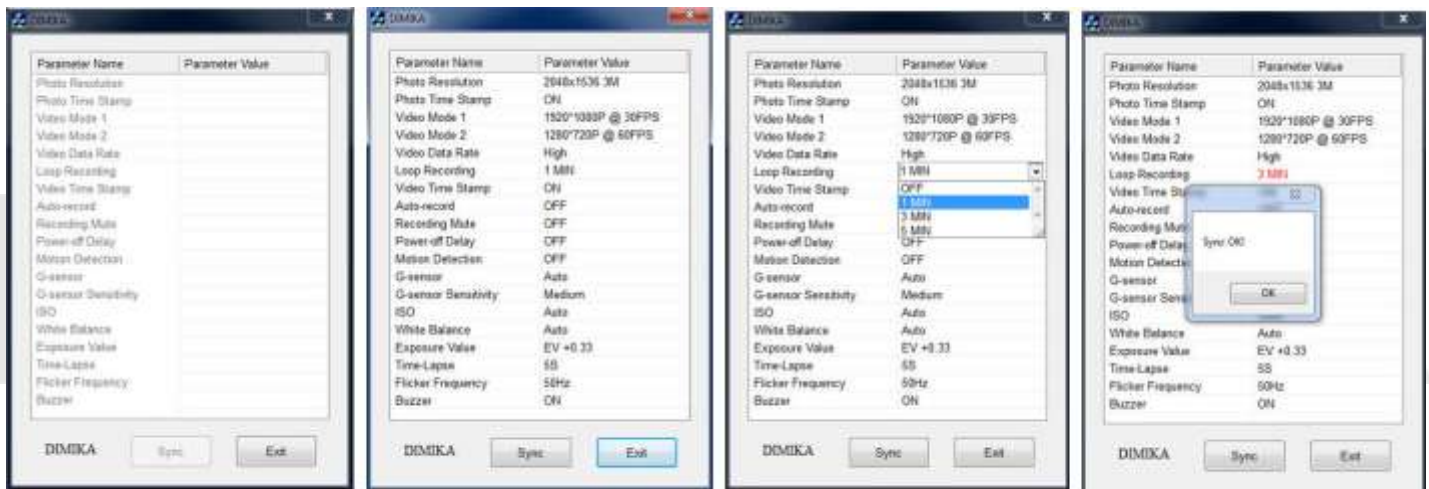 DIMIKA
Parameter Name Parameter Value
Photo Resolution
Photo Time Stamp
Video Mode 1
Video Mode 2
Video Data Rate
Loop Recording
Video Time Stamp
Auto-record
Recording Mute
Power-off Delay
Motion Detection
G-sensor
G-sensor Sensitivity
ISO
White Balance
Exposure Value
Time-Lapse
Flicker Frequency
Buzzer
DIMIKA Sync Exit
DIMIKA
Parameter Name Parameter Value
Photo Resolution 2048x1536 3M
Photo Time Stamp ON
Video Mode 1 1920*1080P @ 30FPS
Video Mode 2 1280*720P @ 60FPS
Video Data Rate High
Loop Recording 1 MIN
Video Time Stamp ON
Auto-record OFF
Recording Mute OFF
Power-off Delay OFF
Motion Detection OFF
G-sensor Auto
G-sensor Sensitivity Medium
ISO Auto
White Balance Auto
Exposure Value EV +0.33
Time-Lapse 5S
Flicker Frequency 50Hz
Buzzer ON
DIMIKA Sync Exit
DIMIKA
Parameter Name Parameter Value
Photo Resolution 2048x1536 3M
Photo Time Stamp ON
Video Mode 1 1920*1080P @ 30FPS
Video Mode 2 1280*720P @ 60FPS
Video Data Rate High
Loop Recording 1 MIN
Video Time Stamp OFF
Auto-record 1 MIN
3 MIN
Recording Mute 5 MIN
Power-off Delay OFF
Motion Detection OFF
G-sensor Auto
G-sensor Sensitivity Medium
ISO Auto
White Balance Auto
Exposure Value EV +0.33
Time-Lapse 5S
Flicker Frequency 50Hz
Buzzer ON
DIMIKA Sync Exit
DIMIKA
Parameter Name Parameter Value
Photo Resolution 2048x1536 3M
Photo Time Stamp ON
Video Mode 1 1920*1080P @ 30FPS
Video Mode 2 1280*720P @ 60FPS
Video Data Rate High
Loop Recording 3 MIN
Video Time
Auto-record
Recording
Power-off
Motion
G-sensor
G-sensor
ISO
Sync OK!
OK
White Balance Auto
Exposure Value EV +0.33
Time-Lapse 5S
Flicker Frequency 50Hz
Buzzer ON
DIMIKA Sync Exit